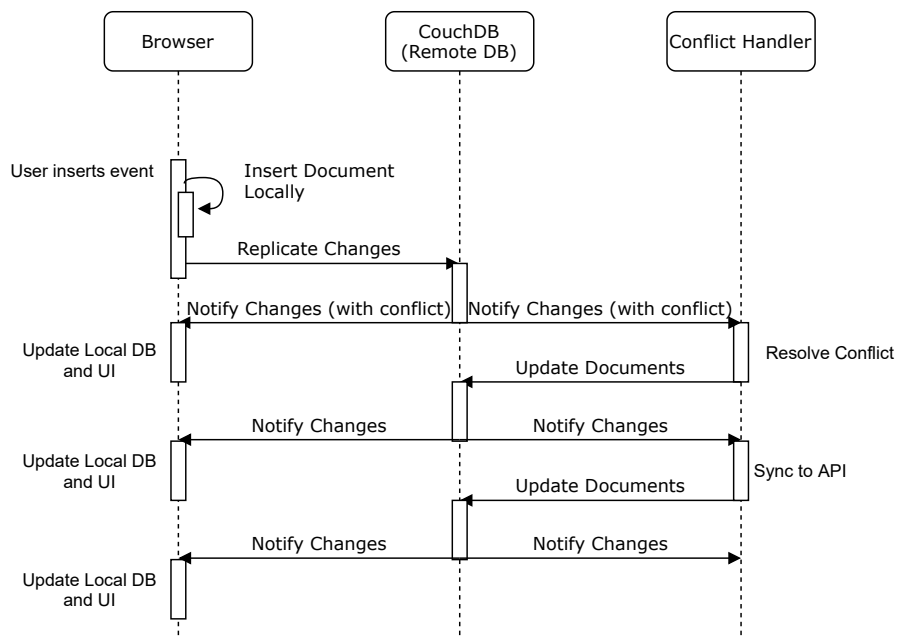 Browser
CouchDB
(Remote DB)
Conflict Handler
User inserts event
Insert Document
Locally
Replicate Changes
Notify Changes (with conflict)
Notify Changes (with conflict)
Update Local DB
and UI
Resolve Conflict
Update Documents
Notify Changes
Notify Changes
Update Local DB
and UI
Sync to API
Update Documents
Notify Changes
Notify Changes
Update Local DB
and UI